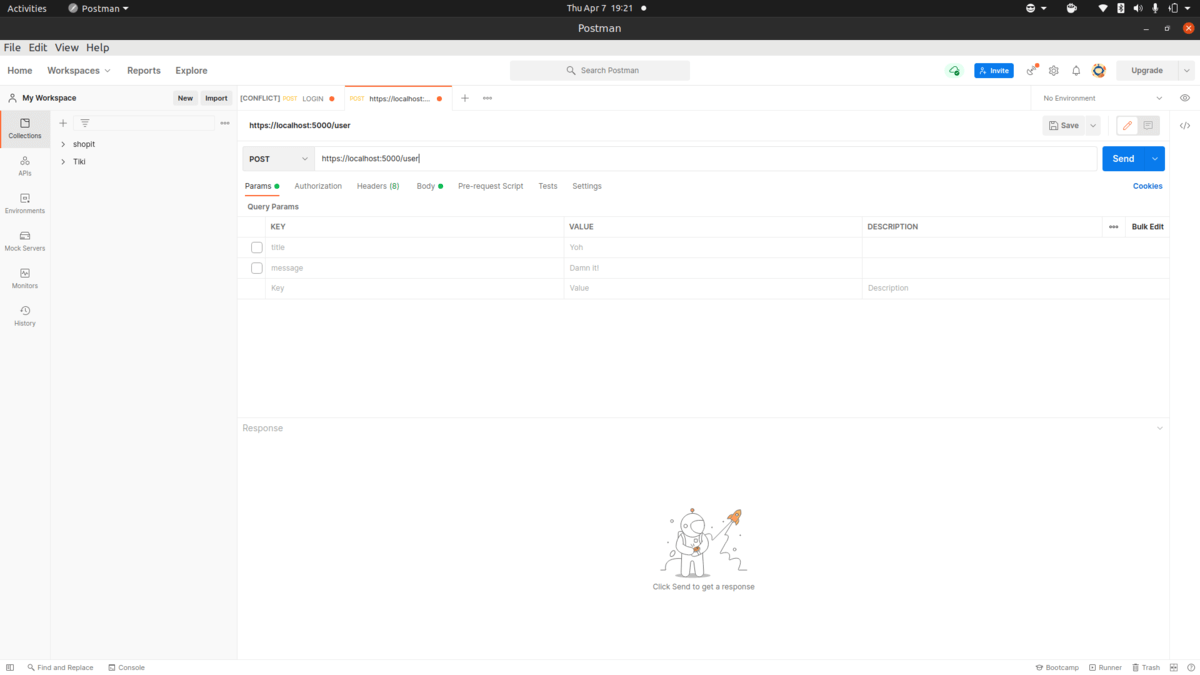 Activities
Postman
Thu Apr 7 19:21
Postman
File Edit View Help
Home
Workspaces
Reports
Explore
Search Postman
Invite
Upgrade
My Workspace
New
Import
[CONFLICT] POST LOGIN
POST https://localhost:...
No Environment
Collections
APIs
Environments
Mock Servers
Monitors
History
shopit
Tiki
https://localhost:5000/user
Save
POST
https://localhost:5000/user
Send
Params
Authorization
Headers (8)
Body
Pre-request Script
Tests
Settings
Cookies
Query Params
KEY VALUE DESCRIPTION
Bulk Edit
title Yoh
message Damn It!
Key Value Description
Response
Click Send to get a response
Find and Replace
Console
Bootcamp
Runner
Trash